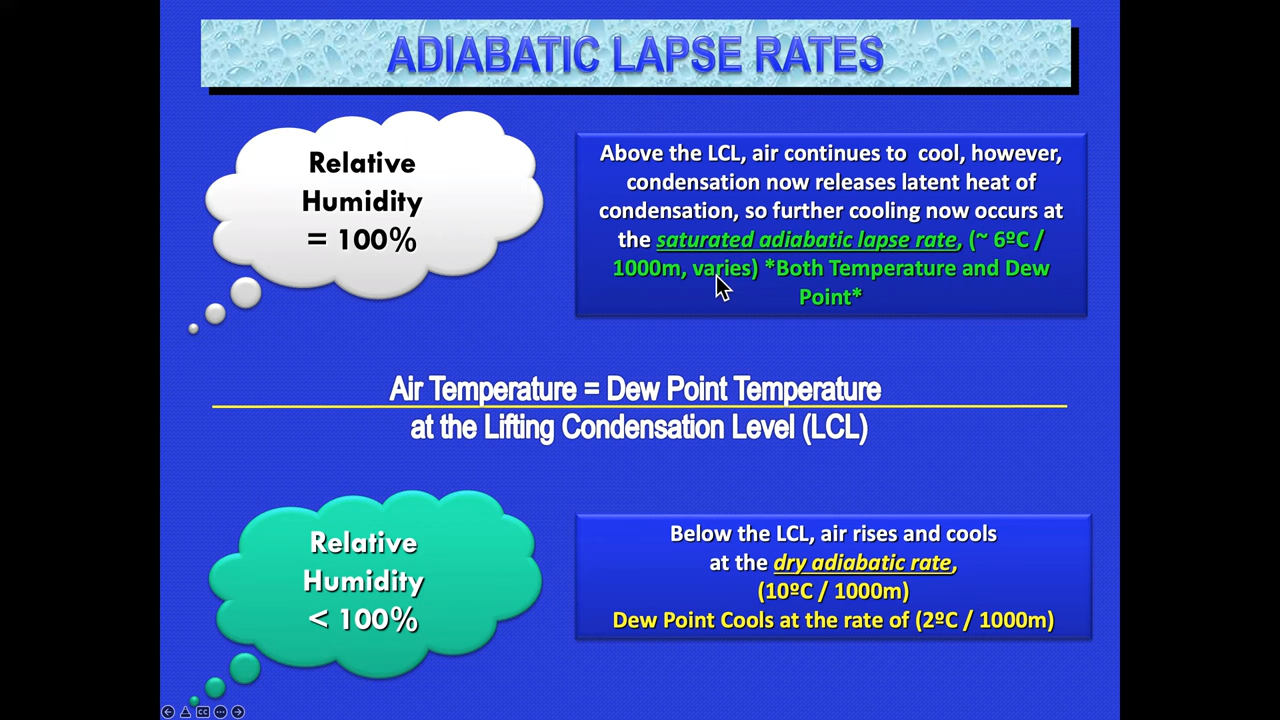 ADIABATIC LAPSE RATES
Relative
Humidity
= 100%
Above the LCL, air continues to cool, however,
condensation now releases latent heat of
condensation, so further cooling now occurs at
the saturated adiabatic lapse rate, (~ 6ºC /
1000m, varies) *Both Temperature and Dew
Point*
Air Temperature = Dew Point Temperature
at the Lifting Condensation Level (LCL)
Relative
Humidity
< 100%
Below the LCL, air rises and cools
at the dry adiabatic rate,
(10ºC / 1000m)
Dew Point Cools at the rate of (2ºC / 1000m)
CC